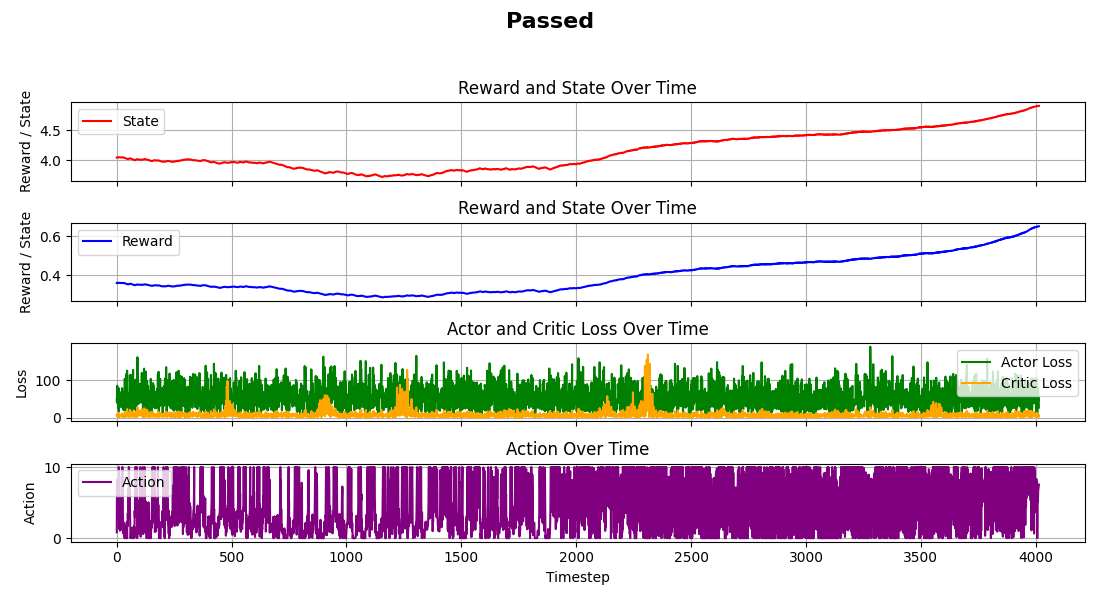 Passed
Reward and State Over Time
Reward / State
4.5
4.0
State
Reward and State Over Time
Reward / State
0.6
0.4
Reward
Actor and Critic Loss Over Time
Loss
100
0
Actor Loss
Critic Loss
Action Over Time
Action
10
0
Action
0 500 1000 1500 2000 2500 3000 3500 4000
Timestep